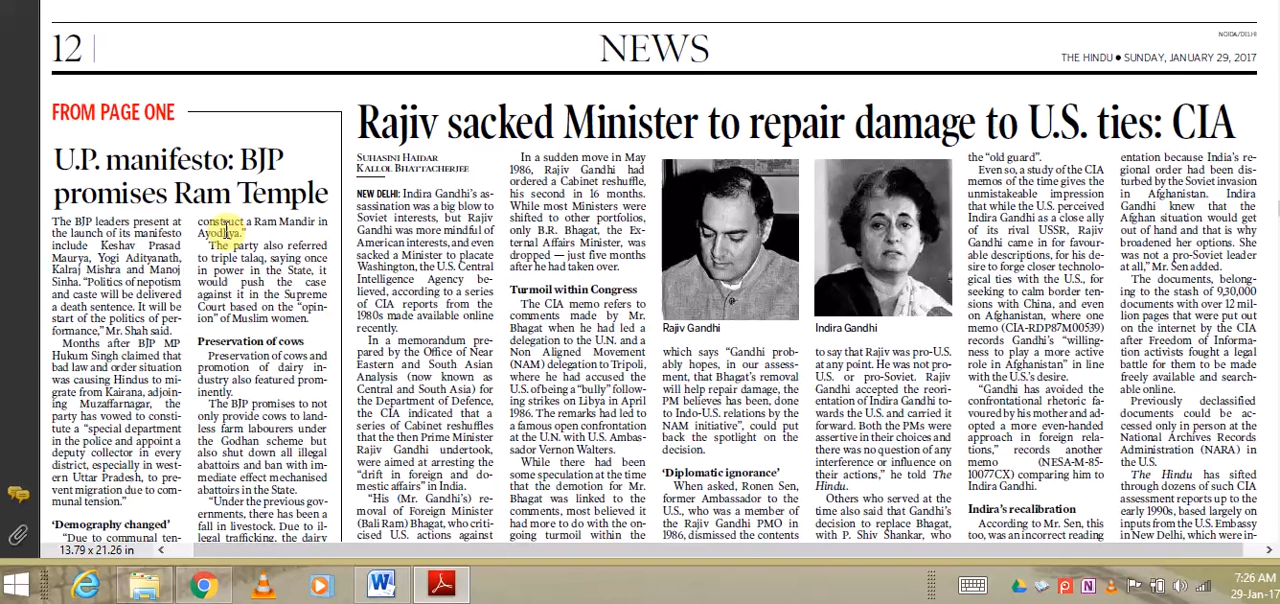 12
NEWS
NOIDA/DELHI
THE HINDU ● SUNDAY, JANUARY 29, 2017
FROM PAGE ONE
U.P. manifesto: BJP
promises Ram Temple
The BJP leaders present at
the launch of its manifesto
include Keshav Prasad
Maurya, Yogi Adityanath,
Kalraj Mishra and Manoj
Sinha. “Politics of nepotism
and caste will be delivered
a death sentence. It will be
start of the politics of per-
formance,” Mr. Shah said.
Months after BJP MP
Hukum Singh claimed that
bad law and order situation
was causing Hindus to mi-
grate from Kairana, adjoin-
ing Muzaffarnagar, the
party has vowed to consti-
tute a “special department
in the police and appoint a
deputy collector in every
district, especially in west-
ern Uttar Pradesh, to pre-
vent migration due to com-
munal tension.”
‘Demography changed’
“Due to communal ten-
construct a Ram Mandir in
Ayodhya.”
The party also referred
to triple talaq, saying once
in power in the State, it
would push the case
against it in the Supreme
Court based on the “opin-
ion” of Muslim women.
Preservation of cows
Preservation of cows and
promotion of dairy in-
dustry also featured prom-
inently.
The BJP promises to not
only provide cows to land-
less farm labourers under
the Godhan scheme but
also shut down all illegal
abattoirs and ban with im-
mediate effect mechanised
abattoirs in the State.
“Under the previous gov-
ernments, there has been a
fall in livestock. Due to il-
legal trafficking, the dairy
Rajiv sacked Minister to repair damage to U.S. ties: CIA
SUHASINI HAIDAR
KALLOL BHATTACHERJEE
NEW DELHI: Indira Gandhi's as-
sassination was a big blow to
Soviet interests, but Rajiv
Gandhi was more mindful of
American interests, and even
sacked a Minister to placate
Washington, the U.S. Central
Intelligence Agency be-
lieved, according to a series
of CIA reports from the
1980s made available online
recently.
In a memorandum pre-
pared by the Office of Near
Eastern and South Asian
Analysis (now known as
Central and South Asia) for
the Department of Defence,
the CIA indicated that a
series of Cabinet reshuffles
that the then Prime Minister
Rajiv Gandhi undertook,
were aimed at arresting the
“drift in foreign and do-
mestic affairs” in India.
“His (Mr. Gandhi's) re-
moval of Foreign Minister
(Bali Ram) Bhagat, who criti-
cised U.S. actions against
In a sudden move in May
1986, Rajiv Gandhi had
ordered a Cabinet reshuffle,
his second in 16 months.
While most Ministers were
shifted to other portfolios,
only B.R. Bhagat, the Ex-
ternal Affairs Minister, was
dropped — just five months
after he had taken over.
Turmoil within Congress
The CIA memo refers to
comments made by Mr.
Bhagat when he had led a
delegation to the U.N. and a
Non Aligned Movement
(NAM) delegation to Tripoli,
where he had accused the
U.S. of being a “bully” follow-
ing strikes on Libya in April
1986. The remarks had led to
a famous open confrontation
at the U.N. with U.S. Ambas-
sador Vernon Walters.
While there had been
some speculation at the time
that the demotion for Mr.
Bhagat was linked to the
comments, most believed it
had more to do with the on-
going turmoil within the
Rajiv Gandhi
which says “Gandhi prob-
ably hopes, in our assess-
ment, that Bhagat's removal
will help repair damage, the
PM believes has been, done
to Indo-U.S. relations by the
NAM initiative”, could put
back the spotlight on the
decision.
‘Diplomatic ignorance’
When asked, Ronen Sen,
former Ambassador to the
U.S., who was a member of
the Rajiv Gandhi PMO in
1986, dismissed the contents
Indira Gandhi
to say that Rajiv was pro-U.S.
at any point. He was not pro-
U.S. or pro-Soviet. Rajiv
Gandhi accepted the reori-
entation of Indira Gandhi to-
wards the U.S. and carried it
forward. Both the PMs were
assertive in their choices and
there was no question of any
interference or influence on
their actions,” he told The
Hindu.
Others who served at the
time also said that Gandhi's
decision to replace Bhagat,
with P. Shiv Shankar, who
the “old guard”.
Even so, a study of the CIA
memos of the time gives the
unmistakeable impression
that while the U.S. perceived
Indira Gandhi as a close ally
of its rival USSR, Rajiv
Gandhi came in for favour-
able descriptions, for his de-
sire to forge closer technolo-
gical ties with the U.S., for
seeking to calm border ten-
sions with China, and even
on Afghanistan, where one
memo (CIA-RDP87M00539)
records Gandhi's “willing-
ness to play a more active
role in Afghanistan” in line
with the U.S.'s desire.
“Gandhi has avoided the
confrontational rhetoric fa-
voured by his mother and ad-
opted a more even-handed
approach in foreign rela-
tions,” records another
memo (NESA-M-85-
10077CX) comparing him to
Indira Gandhi.
Indira's recalibration
According to Mr. Sen, this
too, was an incorrect reading
entation because India's re-
gional order had been dis-
turbed by the Soviet invasion
in Afghanistan. Indira
Gandhi knew that the
Afghan situation would get
out of hand and that is why
broadened her options. She
was not a pro-Soviet leader
at all,” Mr. Sen added.
The documents, belong-
ing to the stash of 9,30,000
documents with over 12 mil-
lion pages that were put out
on the internet by the CIA
after Freedom of Informa-
tion activists fought a legal
battle for them to be made
freely available and search-
able online.
Previously declassified
documents could be ac-
cessed only in person at the
National Archives Records
Administration (NARA) in
the U.S.
The Hindu has sifted
through dozens of such CIA
assessment reports up to the
early 1990s, based largely on
inputs from the U.S. Embassy
in New Delhi, which were in-
13.79 x 21.26 in
7:26 AM
29-Jan-17